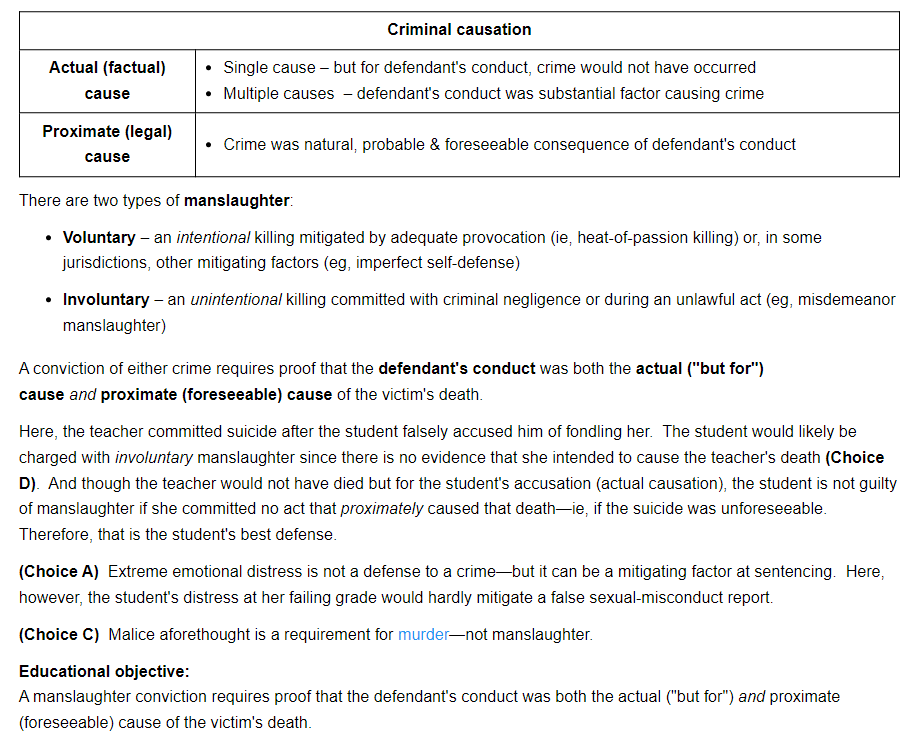 Criminal causation
Actual (factual)
cause
• Single cause – but for defendant's conduct, crime would not have occurred
• Multiple causes – defendant's conduct was substantial factor causing crime
Proximate (legal)
cause
• Crime was natural, probable & foreseeable consequence of defendant's conduct
There are two types of manslaughter:
• Voluntary – an intentional killing mitigated by adequate provocation (ie, heat-of-passion killing) or, in some
jurisdictions, other mitigating factors (eg, imperfect self-defense)
• Involuntary – an unintentional killing committed with criminal negligence or during an unlawful act (eg, misdemeanor
manslaughter)
A conviction of either crime requires proof that the defendant's conduct was both the actual ("but for")
cause and proximate (foreseeable) cause of the victim's death.
Here, the teacher committed suicide after the student falsely accused him of fondling her. The student would likely be
charged with involuntary manslaughter since there is no evidence that she intended to cause the teacher's death (Choice
D). And though the teacher would not have died but for the student's accusation (actual causation), the student is not guilty
of manslaughter if she committed no act that proximately caused that death—ie, if the suicide was unforeseeable.
Therefore, that is the student's best defense.
(Choice A) Extreme emotional distress is not a defense to a crime—but it can be a mitigating factor at sentencing. Here,
however, the student's distress at her failing grade would hardly mitigate a false sexual-misconduct report.
(Choice C) Malice aforethought is a requirement for murder—not manslaughter.
Educational objective:
A manslaughter conviction requires proof that the defendant's conduct was both the actual ("but for") and proximate
(foreseeable) cause of the victim's death.